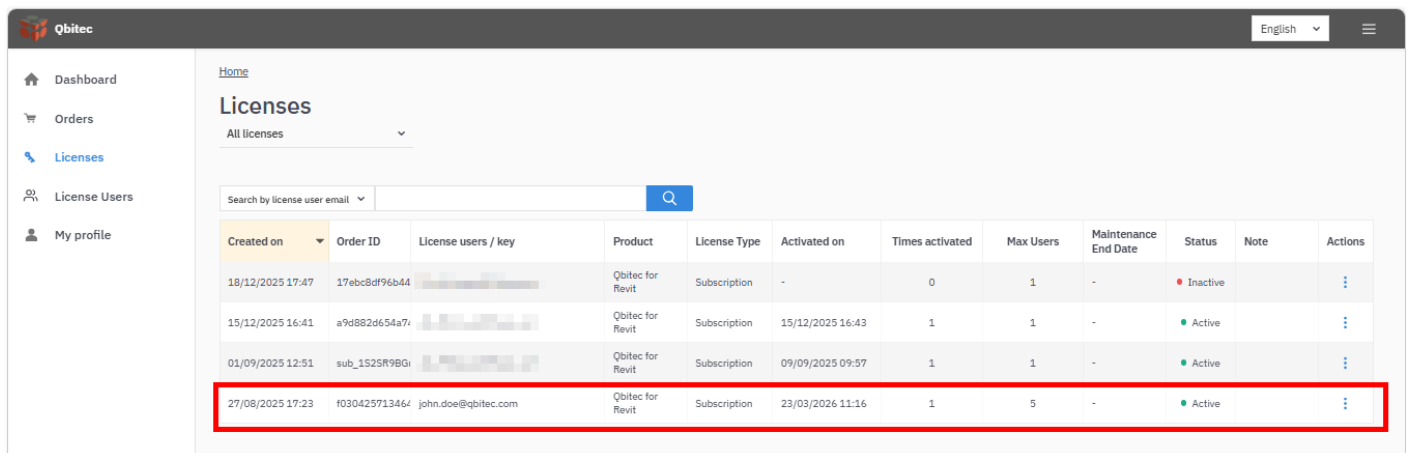 Qbitec
English
Dashboard
Orders
Licenses
License Users
My profile
Home
Licenses
All licenses
Search by license user email
Created on Order ID License users / key Product License Type Activated on Times activated Max Users Maintenance End Date Status Note Actions
18/12/2025 17:47 17ebc8df96b44 Qbitec for Revit Subscription - 0 1 - Inactive
15/12/2025 16:41 a9d882d654a74 Qbitec for Revit Subscription 15/12/2025 16:43 1 1 - Active
01/09/2025 12:51 sub_1S2SR9BG Qbitec for Revit Subscription 09/09/2025 09:57 1 1 - Active
27/08/2025 17:23 f030425713464 john.doe@qbitec.com Qbitec for Revit Subscription 23/03/2026 11:16 1 5 - Active